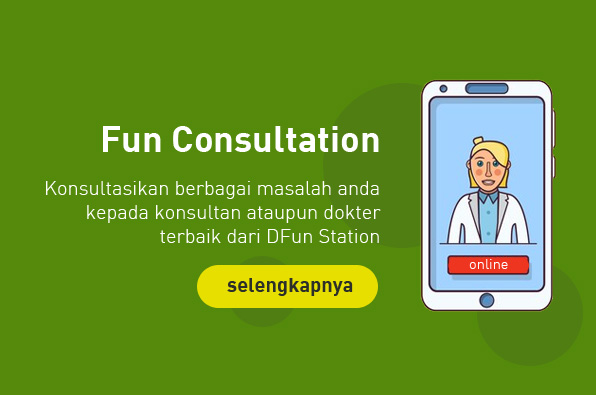 Fun Consultation
Konsultasikan berbagai masalah anda
kepada konsultan ataupun dokter
terbaik dari DFun Station
selengkapnya
online